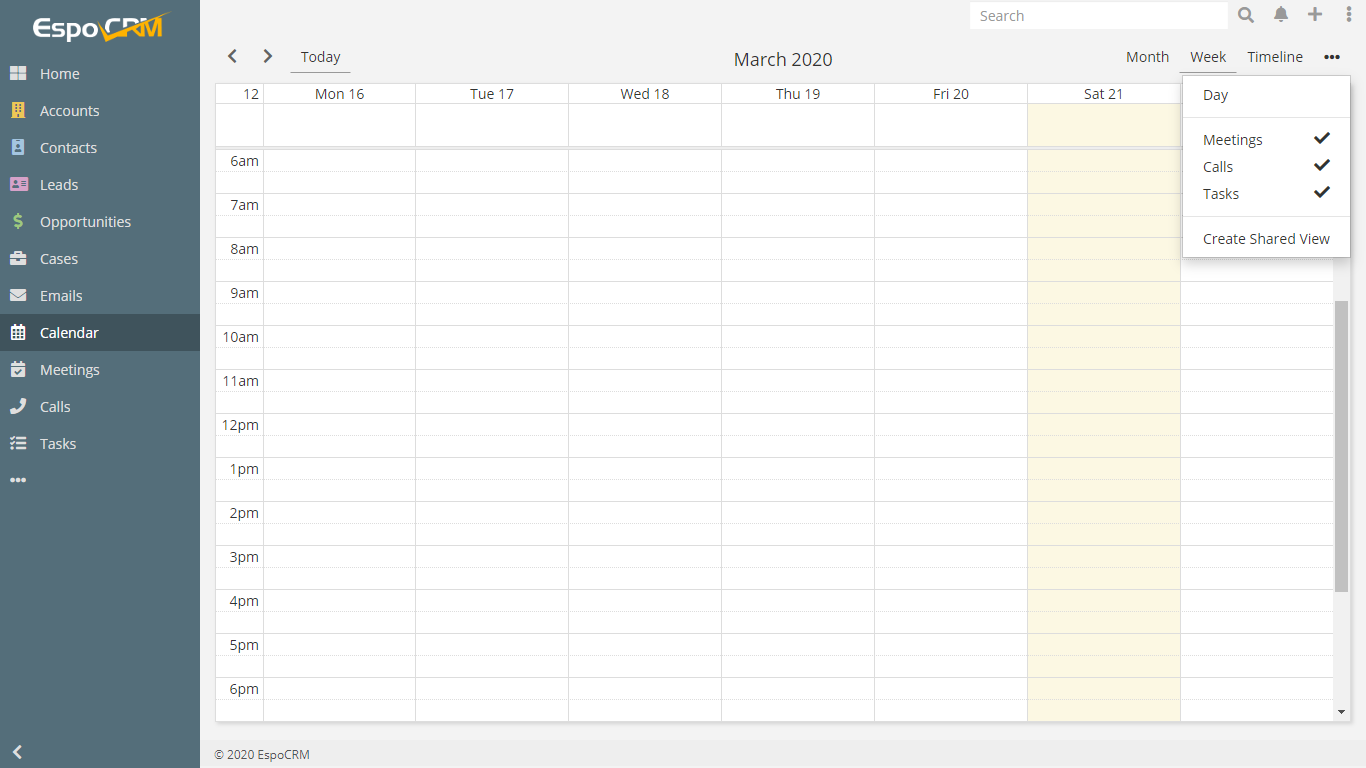 EspoCRM
Search
Home
Accounts
Contacts
Leads
Opportunities
Cases
Emails
Calendar
Meetings
Calls
Tasks
Today
March 2020
Month Week Timeline
12 Mon 16 Tue 17 Wed 18 Thu 19 Fri 20 Sat 21
Day
Meetings
Calls
Tasks
Create Shared View
6am
7am
8am
9am
10am
11am
12pm
1pm
2pm
3pm
4pm
5pm
6pm
© 2020 EspoCRM